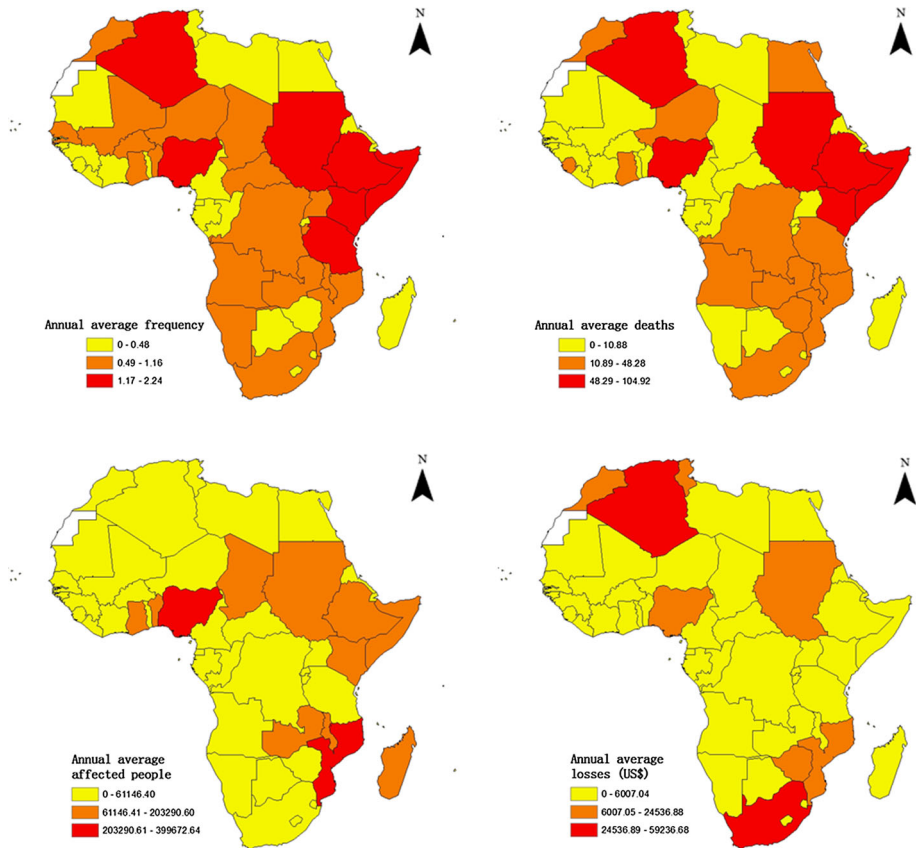 N
N
Annual average frequency
0 - 0.48
0.49 - 1.16
1.17 - 2.24
Annual average deaths
0 - 10.88
10.89 - 48.28
48.29 - 104.92
N
N
Annual average
affected people
0 - 61146.40
61146.41 - 203290.60
203290.61 - 399672.64
Annual average
losses (US$)
0 - 6007.04
6007.05 - 24536.88
24536.89 - 59236.68